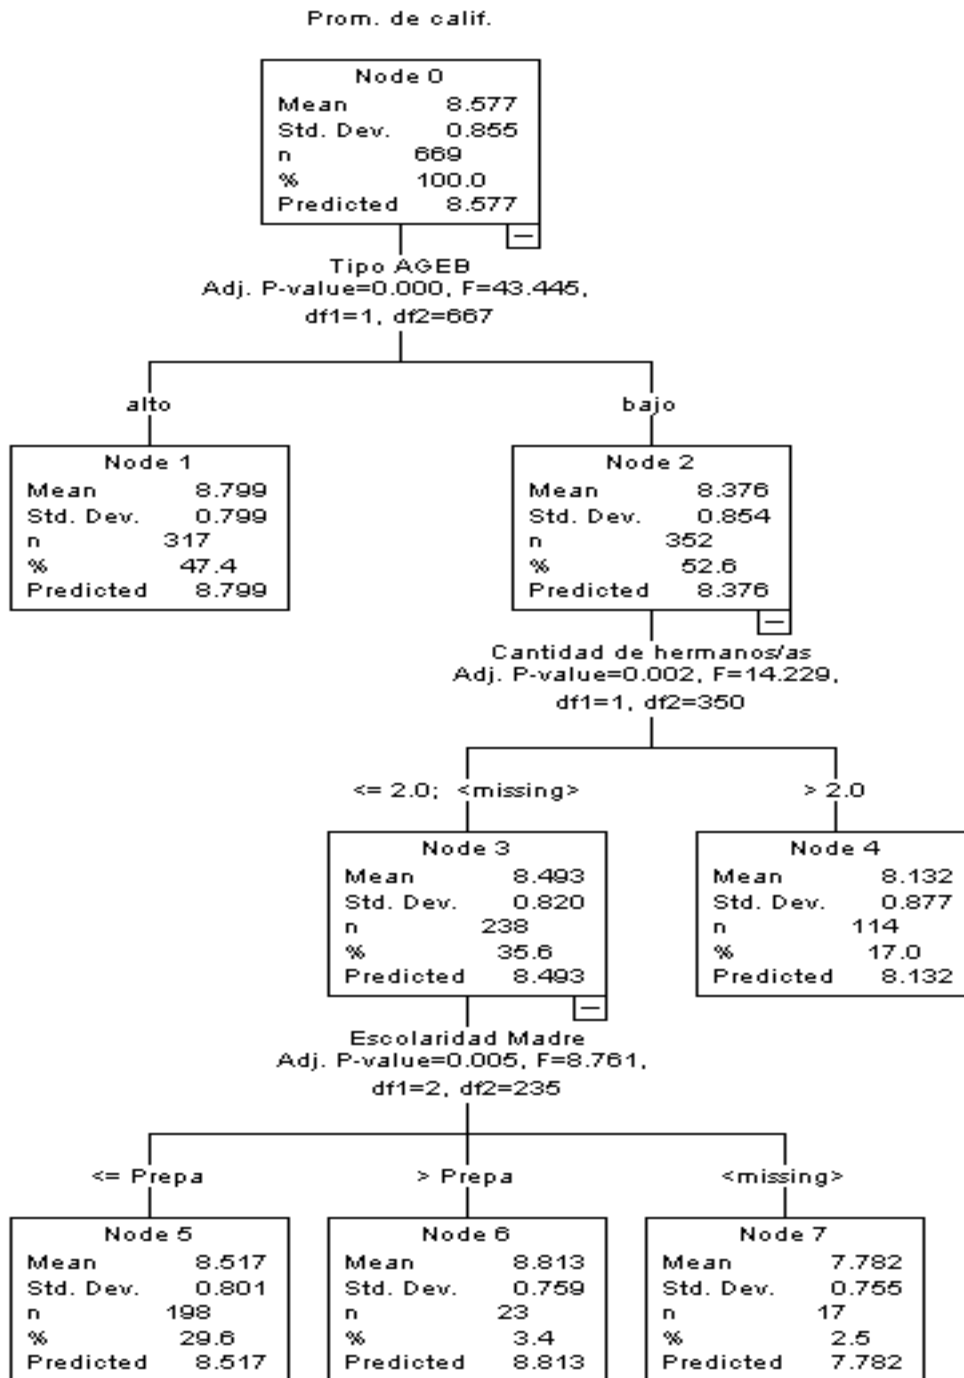 Prom. de calif.
Node 0
Mean 8.577
Std. Dev. 0.855
n 669
% 100.0
Predicted 8.577
Tipo AGEB
Adj. P-value=0.000, F=43.445,
df1=1, df2=667
alto
bajo
Node 1
Mean 8.799
Std. Dev. 0.799
n 317
% 47.4
Predicted 8.799
Node 2
Mean 8.376
Std. Dev. 0.854
n 352
% 52.6
Predicted 8.376
Cantidad de hermanos/as
Adj. P-value=0.002, F=14.229,
df1=1, df2=350
<= 2.0; <missing>
> 2.0
Node 3
Mean 8.493
Std. Dev. 0.820
n 238
% 35.6
Predicted 8.493
Node 4
Mean 8.132
Std. Dev. 0.877
n 114
% 17.0
Predicted 8.132
Escolaridad Madre
Adj. P-value=0.005, F=8.761,
df1=2, df2=235
<= Prepa
> Prepa
<missing>
Node 5
Mean 8.517
Std. Dev. 0.801
n 198
% 29.6
Predicted 8.517
Node 6
Mean 8.813
Std. Dev. 0.759
n 23
% 3.4
Predicted 8.813
Node 7
Mean 7.782
Std. Dev. 0.755
n 17
% 2.5
Predicted 7.782